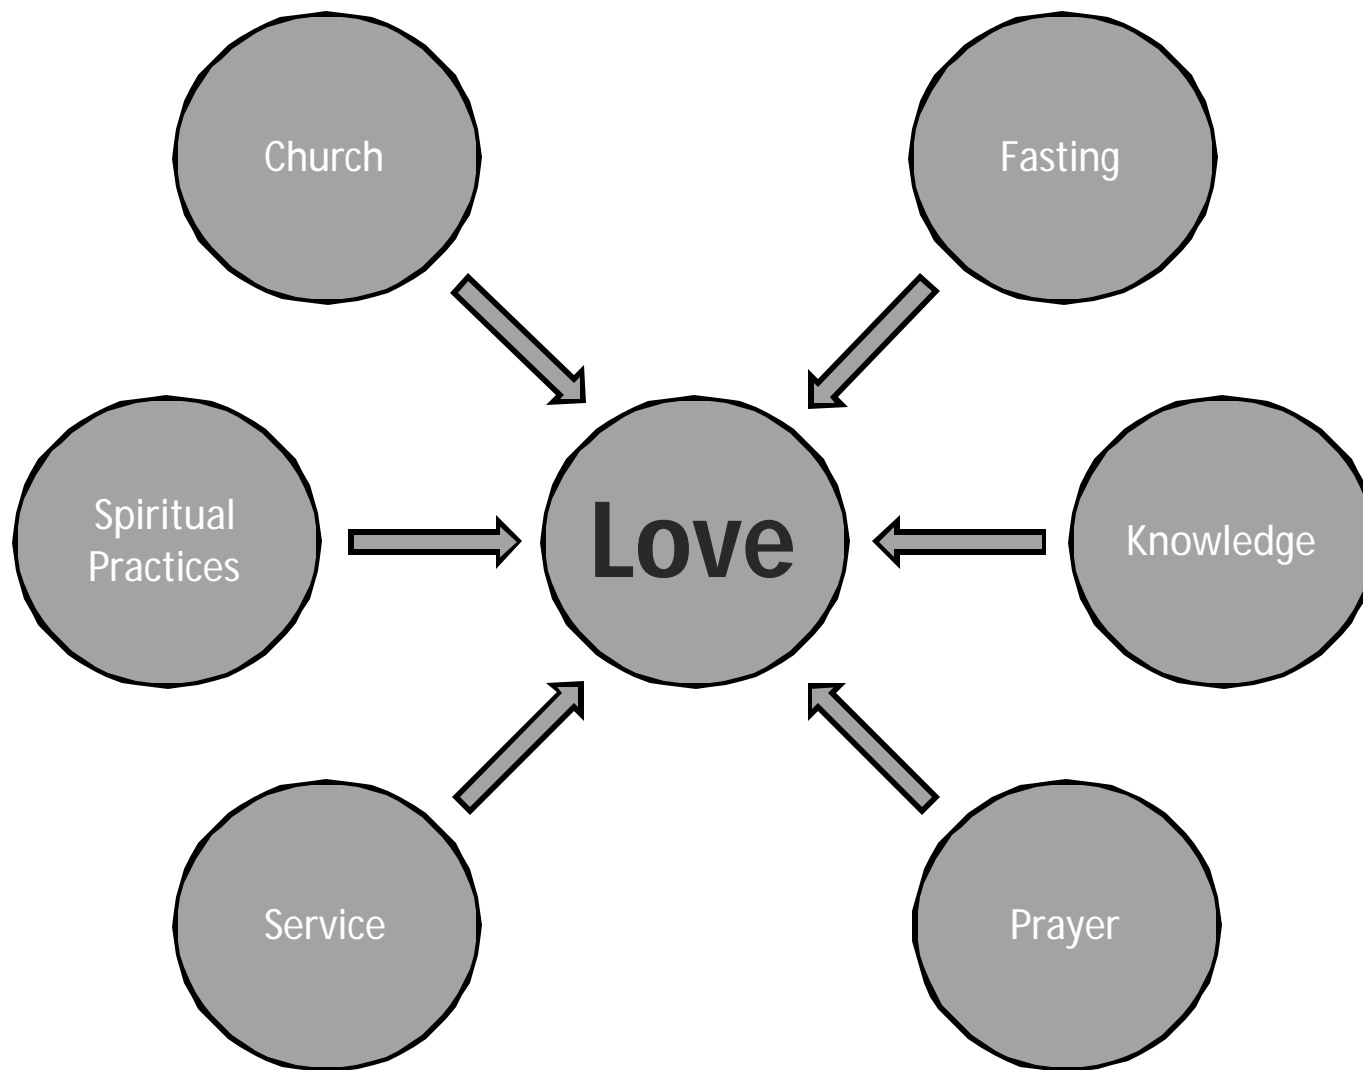 Church
Fasting
Spiritual
Practices
Love
Knowledge
Service
Prayer